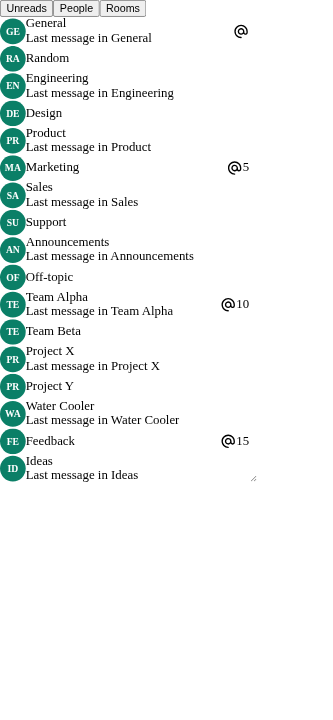 Unreads People Rooms
GE General @
Last message in General
RA Random
EN Engineering
Last message in Engineering
DE Design
PR Product
Last message in Product
MA Marketing @5
SA Sales
Last message in Sales
SU Support
AN Announcements
Last message in Announcements
OF Off-topic
TE Team Alpha @10
Last message in Team Alpha
TE Team Beta
PR Project X
Last message in Project X
PR Project Y
WA Water Cooler
Last message in Water Cooler
FE Feedback @15
ID Ideas
Last message in Ideas